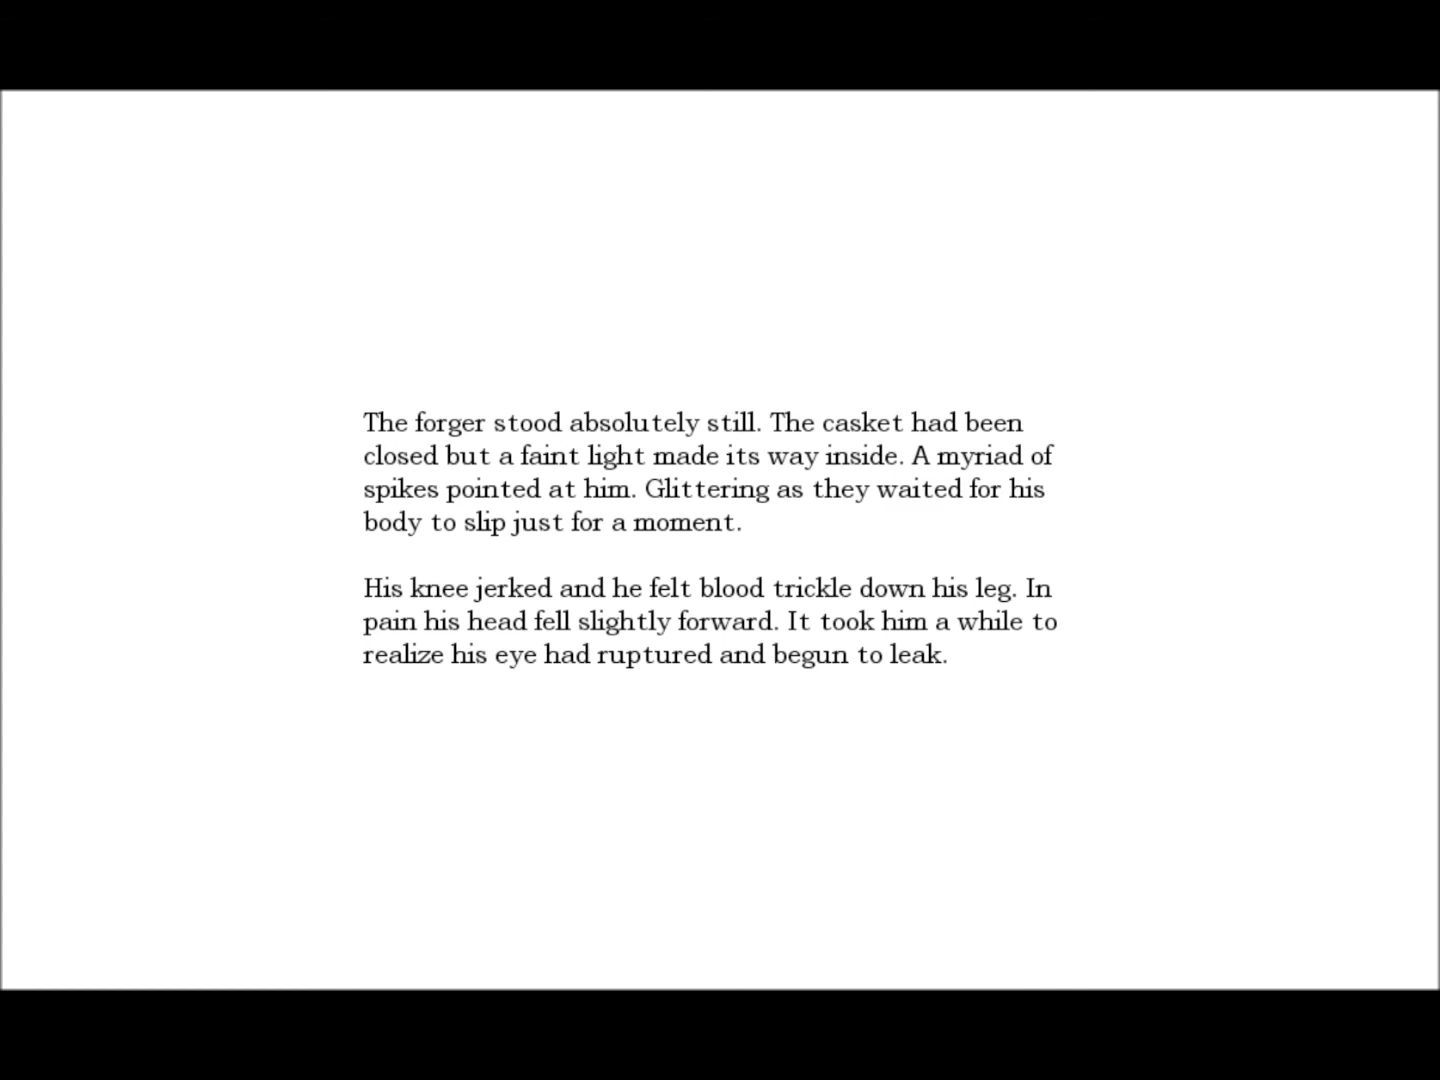 The forger stood absolutely still. The casket had been
closed but a faint light made its way inside. A myriad of
spikes pointed at him. Glittering as they waited for his
body to slip just for a moment.
His knee jerked and he felt blood trickle down his leg. In
pain his head fell slightly forward. It took him a while to
realize his eye had ruptured and begun to leak.